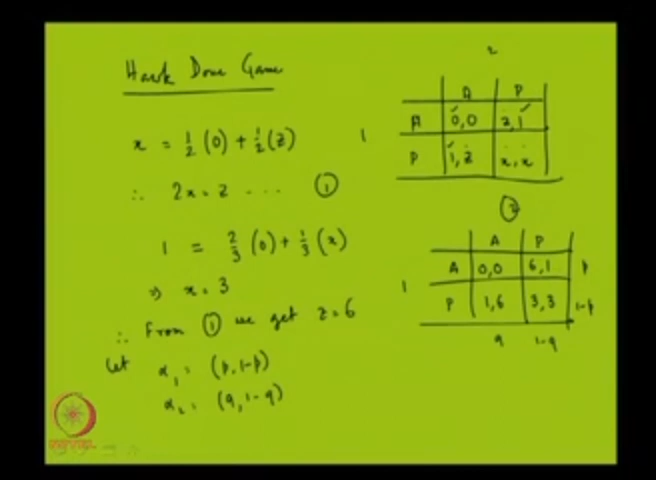 Hawk Dove Game
x = 1/2 (0) + 1/2 (z)
∴ 2x = z ... ①
1 = 2/3 (0) + 1/3 (x)
⇒ x = 3
∴ From ① we get z = 6
Let α₁ = (p, 1-p)
α₂ = (q, 1-q)
2
A P
1 A 0,0 z,1
P 1,z x,x
②
A P
A 0,0 6,1 p
1 P 1,6 3,3 1-p
q 1-q